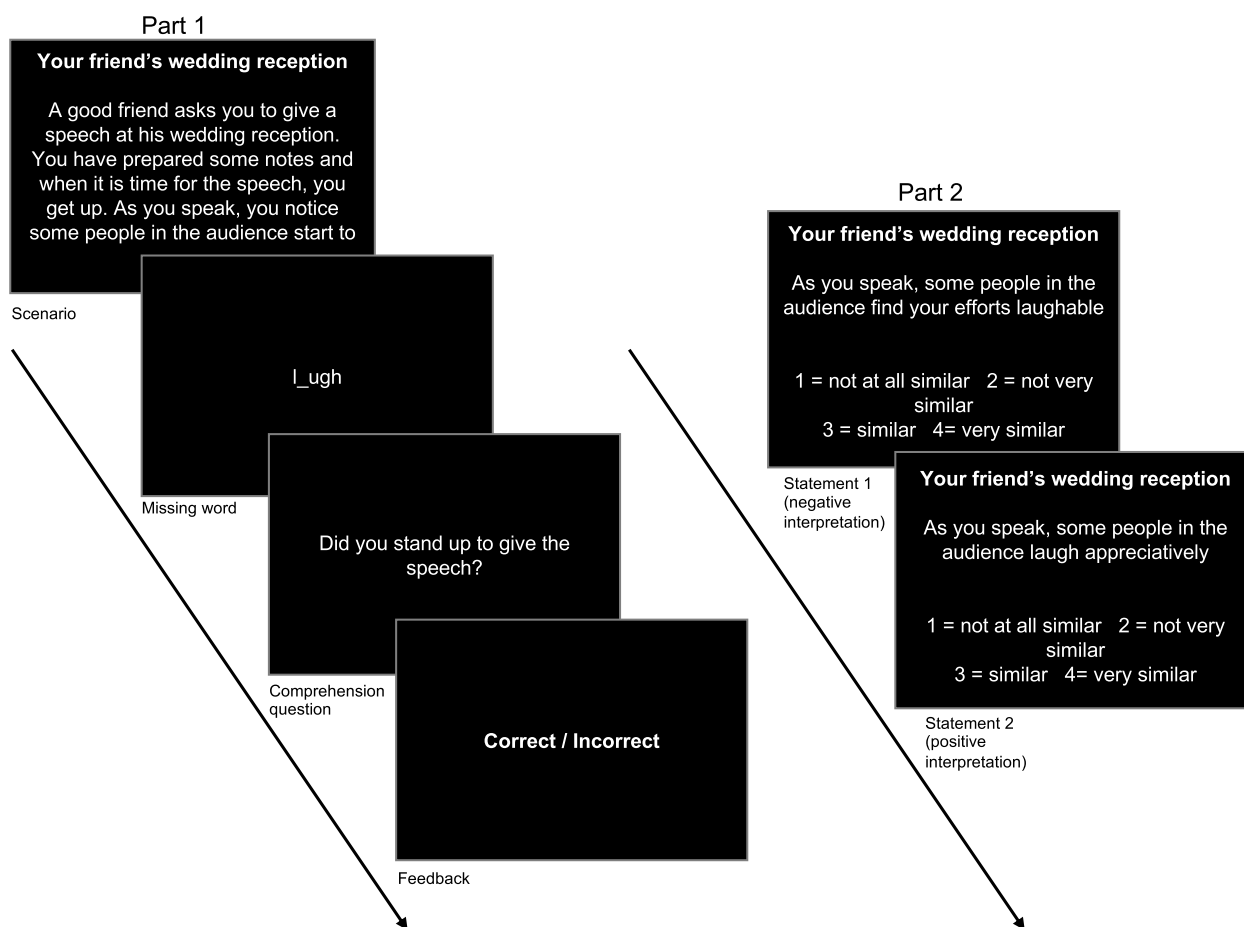 Part 1
Your friend’s wedding reception
A good friend asks you to give a
speech at his wedding reception.
You have prepared some notes and
when it is time for the speech, you
get up. As you speak, you notice
some people in the audience start to
Scenario
l_ugh
Missing word
Did you stand up to give the
speech?
Comprehension
question
Correct / Incorrect
Feedback
Part 2
Your friend’s wedding reception
As you speak, some people in the
audience find your efforts laughable
1 = not at all similar 2 = not very
similar
3 = similar 4= very similar
Statement 1
(negative
interpretation)
Your friend’s wedding reception
As you speak, some people in the
audience laugh appreciatively
1 = not at all similar 2 = not very
similar
3 = similar 4= very similar
Statement 2
(positive
interpretation)